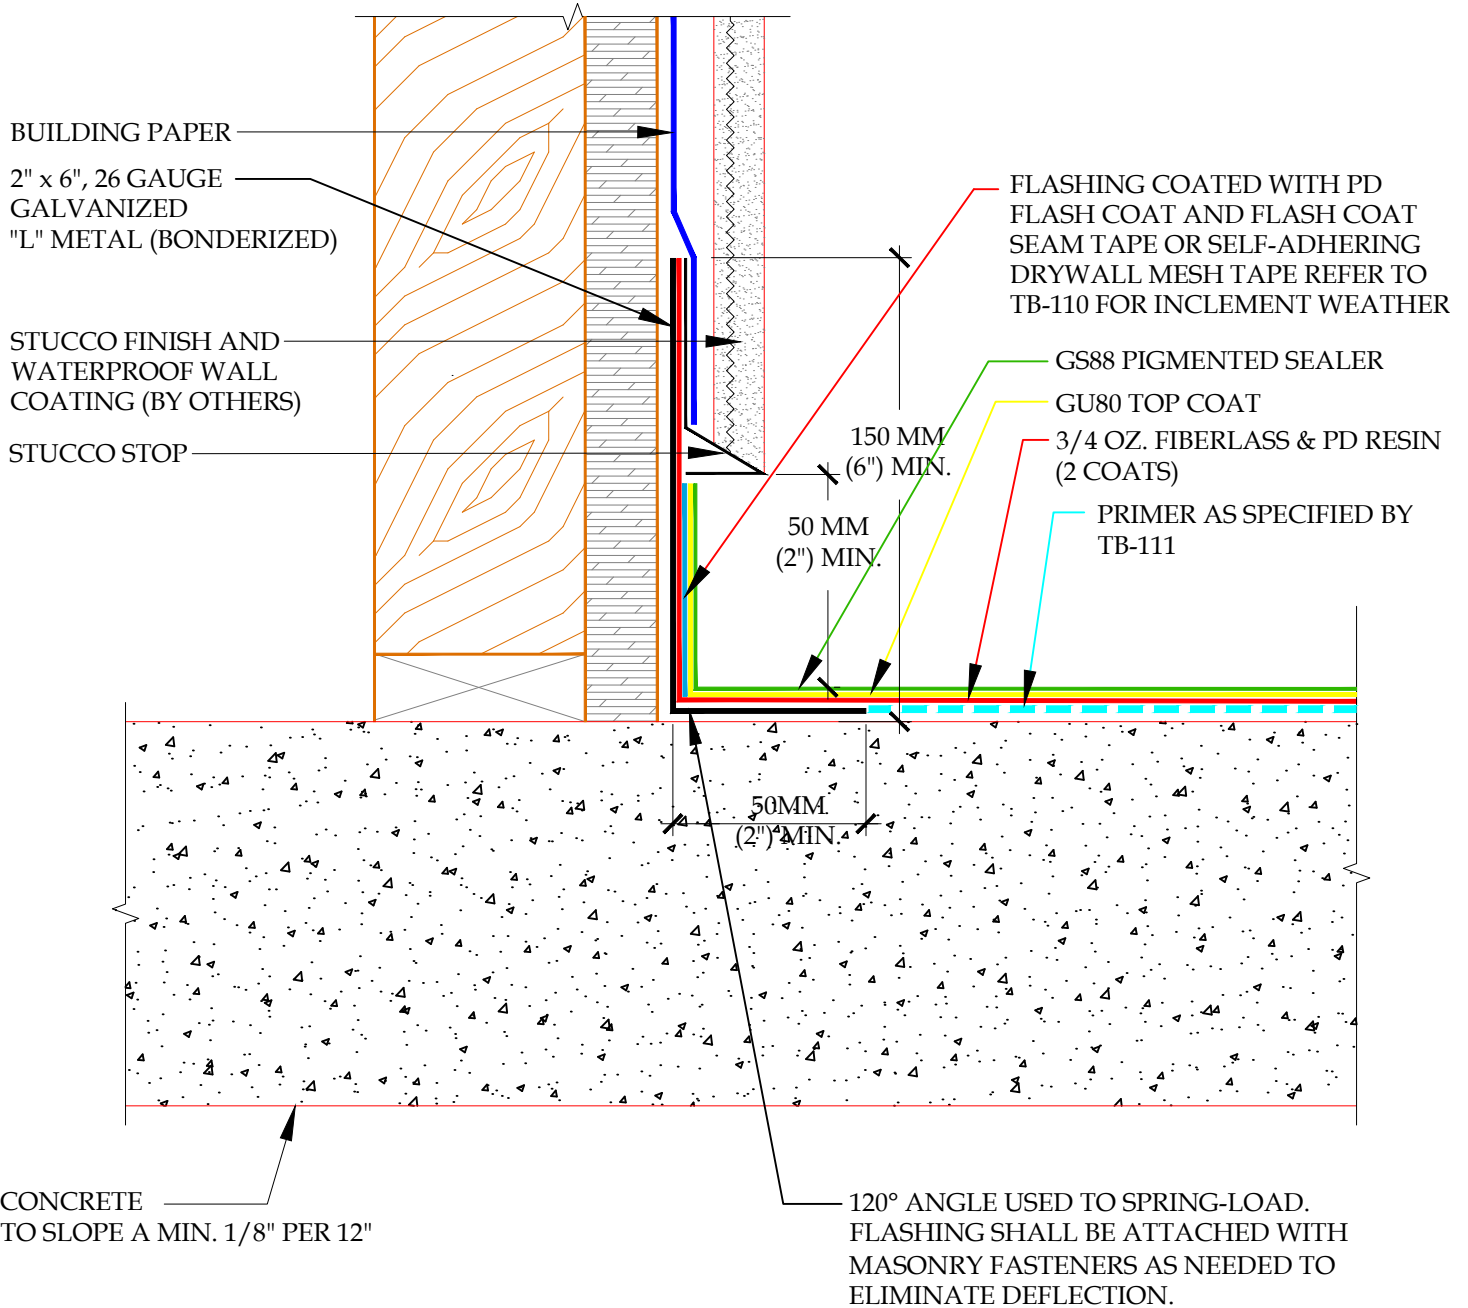 BUILDING PAPER
2" x 6", 26 GAUGE
GALVANIZED
"L" METAL (BONDERIZED)
STUCCO FINISH AND
WATERPROOF WALL
COATING (BY OTHERS)
STUCCO STOP
FLASHING COATED WITH PD
FLASH COAT AND FLASH COAT
SEAM TAPE OR SELF-ADHERING
DRYWALL MESH TAPE REFER TO
TB-110 FOR INCLEMENT WEATHER
GS88 PIGMENTED SEALER
GU80 TOP COAT
3/4 OZ. FIBERLASS & PD RESIN
(2 COATS)
PRIMER AS SPECIFIED BY
TB-111
150 MM
(6") MIN.
50 MM
(2") MIN.
50MM.
(2") MIN.
CONCRETE
TO SLOPE A MIN. 1/8" PER 12"
120° ANGLE USED TO SPRING-LOAD.
FLASHING SHALL BE ATTACHED WITH
MASONRY FASTENERS AS NEEDED TO
ELIMINATE DEFLECTION.